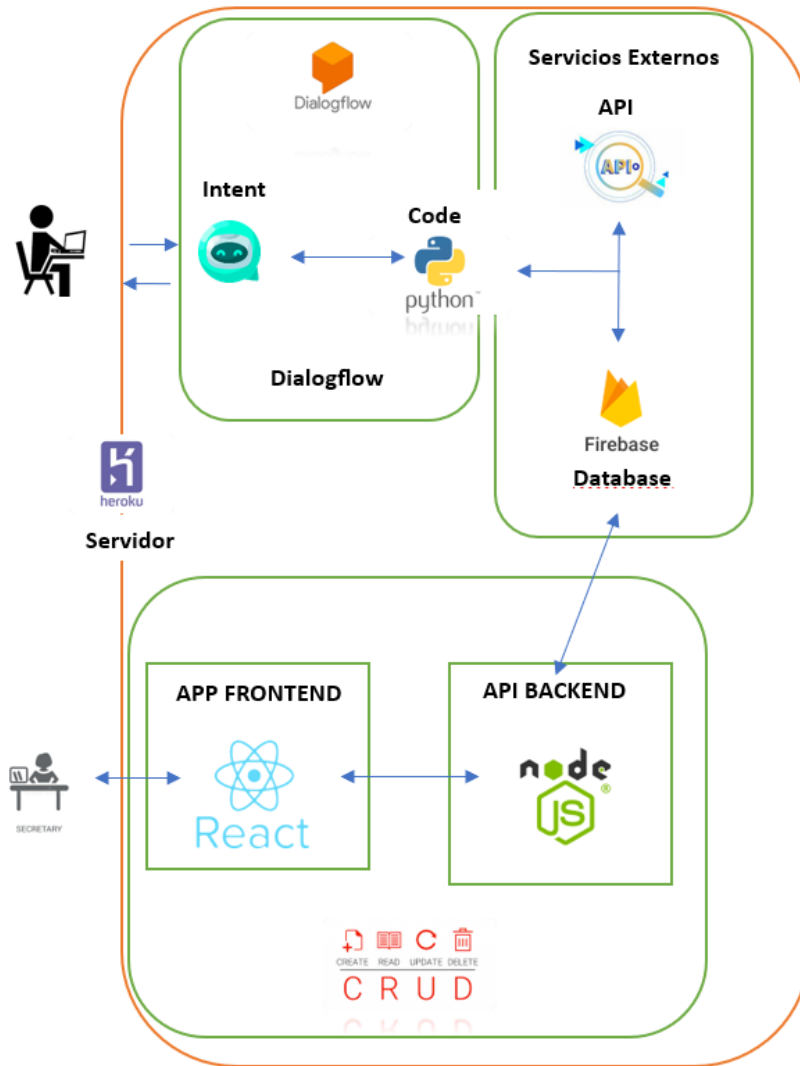 Dialogflow
Servicios Externos
API
API
Intent
Code
python
Dialogflow
Firebase
Database
heroku
Servidor
APP FRONTEND
API BACKEND
node
JS
React
SECRETARY
CREATE READ UPDATE DELETE
C R U D